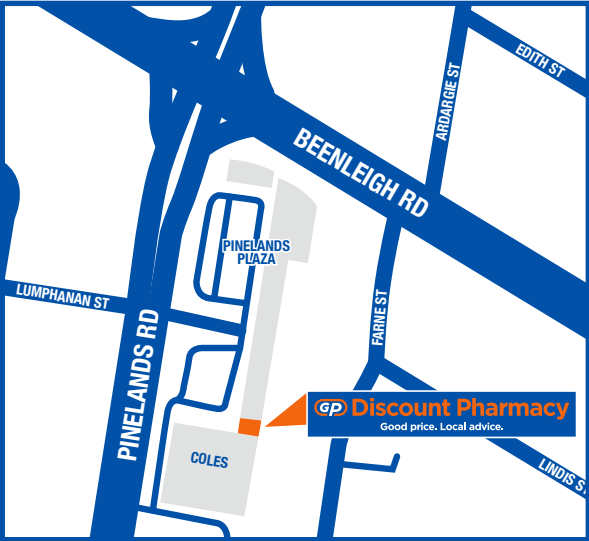 EDITH ST
ARDARGIE ST
BEENLEIGH RD
PINELANDS
PLAZA
LUMPHANAN ST
FARNE ST
PINELANDS RD
GP Discount Pharmacy
Good price. Local advice.
COLES
LINDIS ST